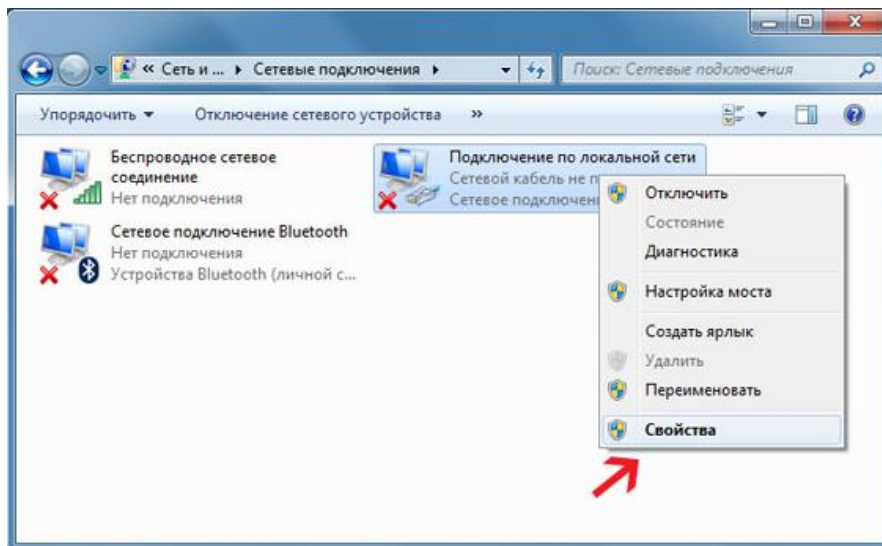 « Сеть и ... ▸ Сетевые подключения ▸
Поиск: Сетевые подключения
Упорядочить ▾ Отключение сетевого устройства »
Беспроводное сетевое
соединение
Нет подключения
Подключение по локальной сети
Сетевой кабель не п
Сетевое подключен
Сетевое подключение Bluetooth
Нет подключения
Устройства Bluetooth (личной с...
Отключить
Состояние
Диагностика
Настройка моста
Создать ярлык
Удалить
Переименовать
Свойства